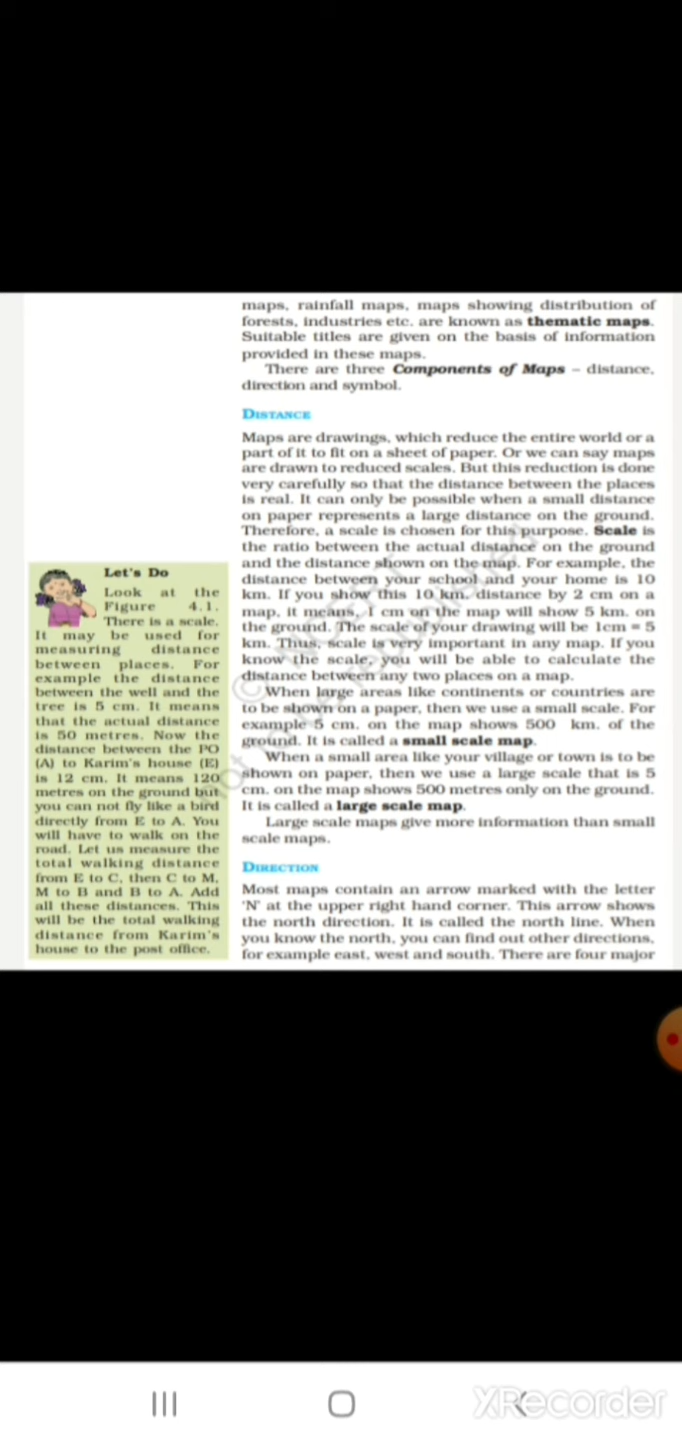 maps, rainfall maps, maps showing distribution of
forests, industries etc. are known as thematic maps.
Suitable titles are given on the basis of information
provided in these maps.
There are three Components of Maps – distance,
direction and symbol.
DISTANCE
Maps are drawings, which reduce the entire world or a
part of it to fit on a sheet of paper. Or we can say maps
are drawn to reduced scales. But this reduction is done
very carefully so that the distance between the places
is real. It can only be possible when a small distance
on paper represents a large distance on the ground.
Therefore, a scale is chosen for this purpose. Scale is
the ratio between the actual distance on the ground
and the distance shown on the map. For example, the
distance between your school and your home is 10
km. If you show this 10 km. distance by 2 cm on a
map, it means, 1 cm on the map will show 5 km. on
the ground. The scale of your drawing will be 1cm = 5
km. Thus, scale is very important in any map. If you
know the scale, you will be able to calculate the
distance between any two places on a map.
When large areas like continents or countries are
to be shown on a paper, then we use a small scale. For
example 5 cm. on the map shows 500 km. of the
ground. It is called a small scale map.
When a small area like your village or town is to be
shown on paper, then we use a large scale that is 5
cm. on the map shows 500 metres only on the ground.
It is called a large scale map.
Large scale maps give more information than small
scale maps.
DIRECTION
Most maps contain an arrow marked with the letter
'N' at the upper right hand corner. This arrow shows
the north direction. It is called the north line. When
you know the north, you can find out other directions,
for example east, west and south. There are four major
Let's Do
Look at the
Figure 4.1.
There is a scale.
It may be used for
measuring distance
between places. For
example the distance
between the well and the
tree is 5 cm. It means
that the actual distance
is 50 metres. Now the
distance between the PO
(A) to Karim's house (E)
is 12 cm. It means 120
metres on the ground but
you can not fly like a bird
directly from E to A. You
will have to walk on the
road. Let us measure the
total walking distance
from E to C, then C to M,
M to B and B to A. Add
all these distances. This
will be the total walking
distance from Karim's
house to the post office.
© NCERT
not to be republished
XRecorder